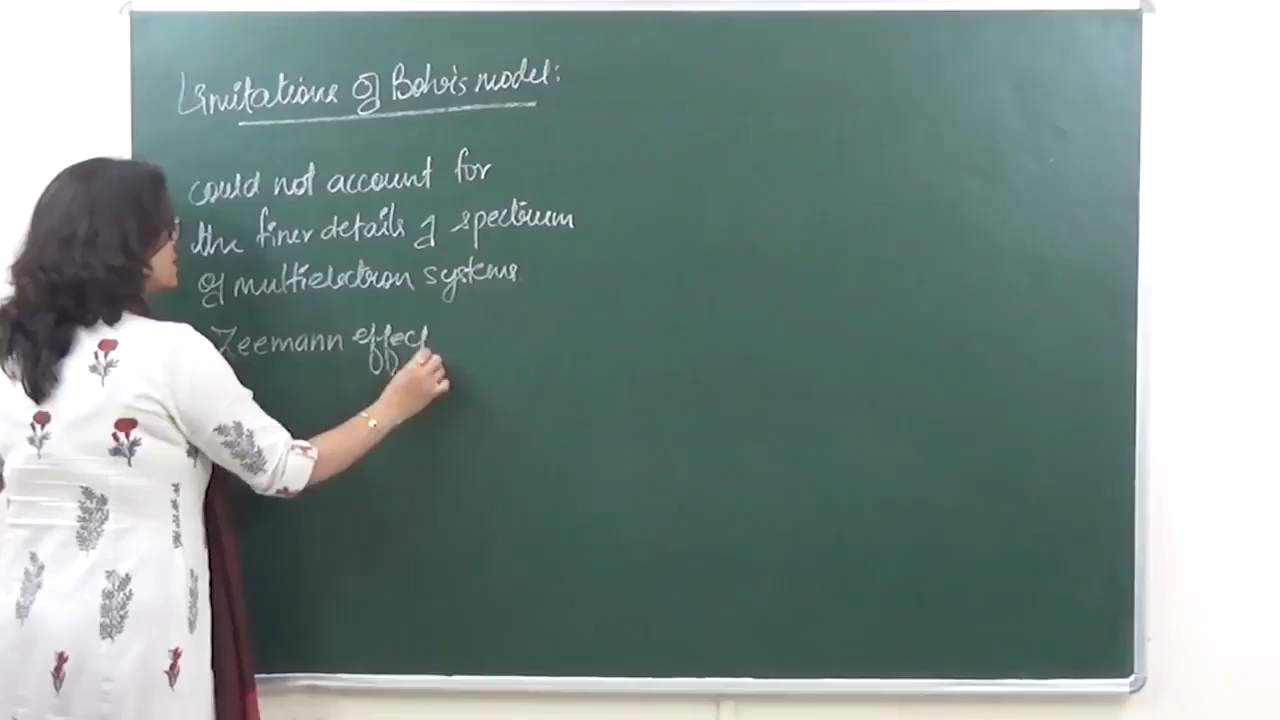 Limitations of Bohr's model:
could not account for
the finer details of spectrum
of multielectron systems.
Zeemann effect